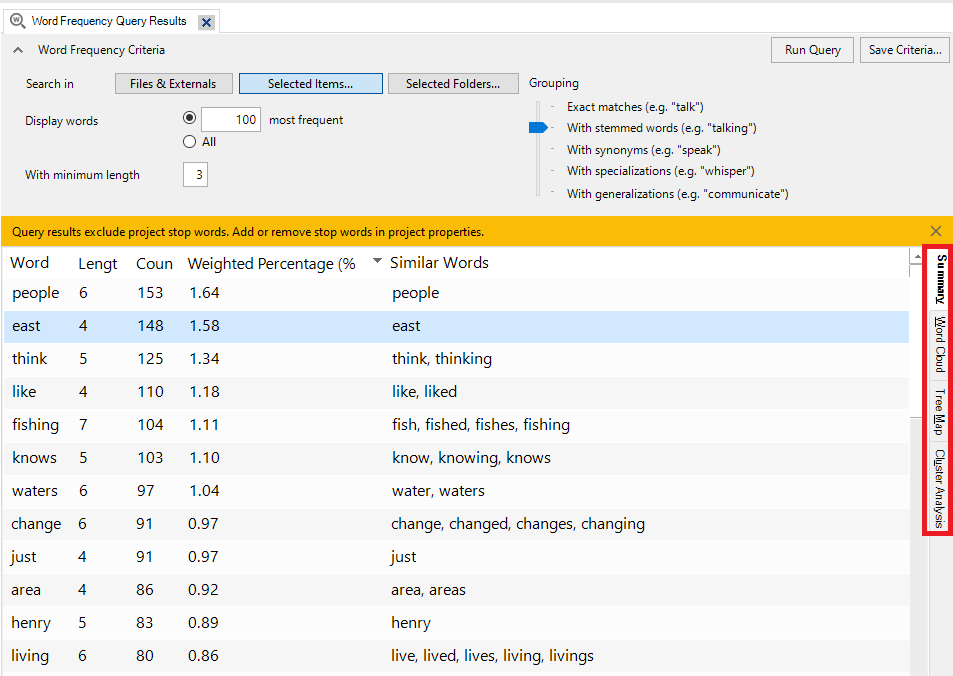 Word Frequency Query Results
Word Frequency Criteria Run Query Save Criteria...
Search in Files & Externals Selected Items... Selected Folders... Grouping
Exact matches (e.g. "talk")
Display words 100 most frequent With stemmed words (e.g. "talking")
All With synonyms (e.g. "speak")
With minimum length 3 With specializations (e.g. "whisper")
With generalizations (e.g. "communicate")
Query results exclude project stop words. Add or remove stop words in project properties.
Word Lengt Coun Weighted Percentage (% Similar Words
people 6 153 1.64 people
east 4 148 1.58 east
think 5 125 1.34 think, thinking
like 4 110 1.18 like, liked
fishing 7 104 1.11 fish, fished, fishes, fishing
knows 5 103 1.10 know, knowing, knows
waters 6 97 1.04 water, waters
change 6 91 0.97 change, changed, changes, changing
just 4 91 0.97 just
area 4 86 0.92 area, areas
henry 5 83 0.89 henry
living 6 80 0.86 live, lived, lives, living, livings
Summary
Word Cloud
Tree Map
Cluster Analysis